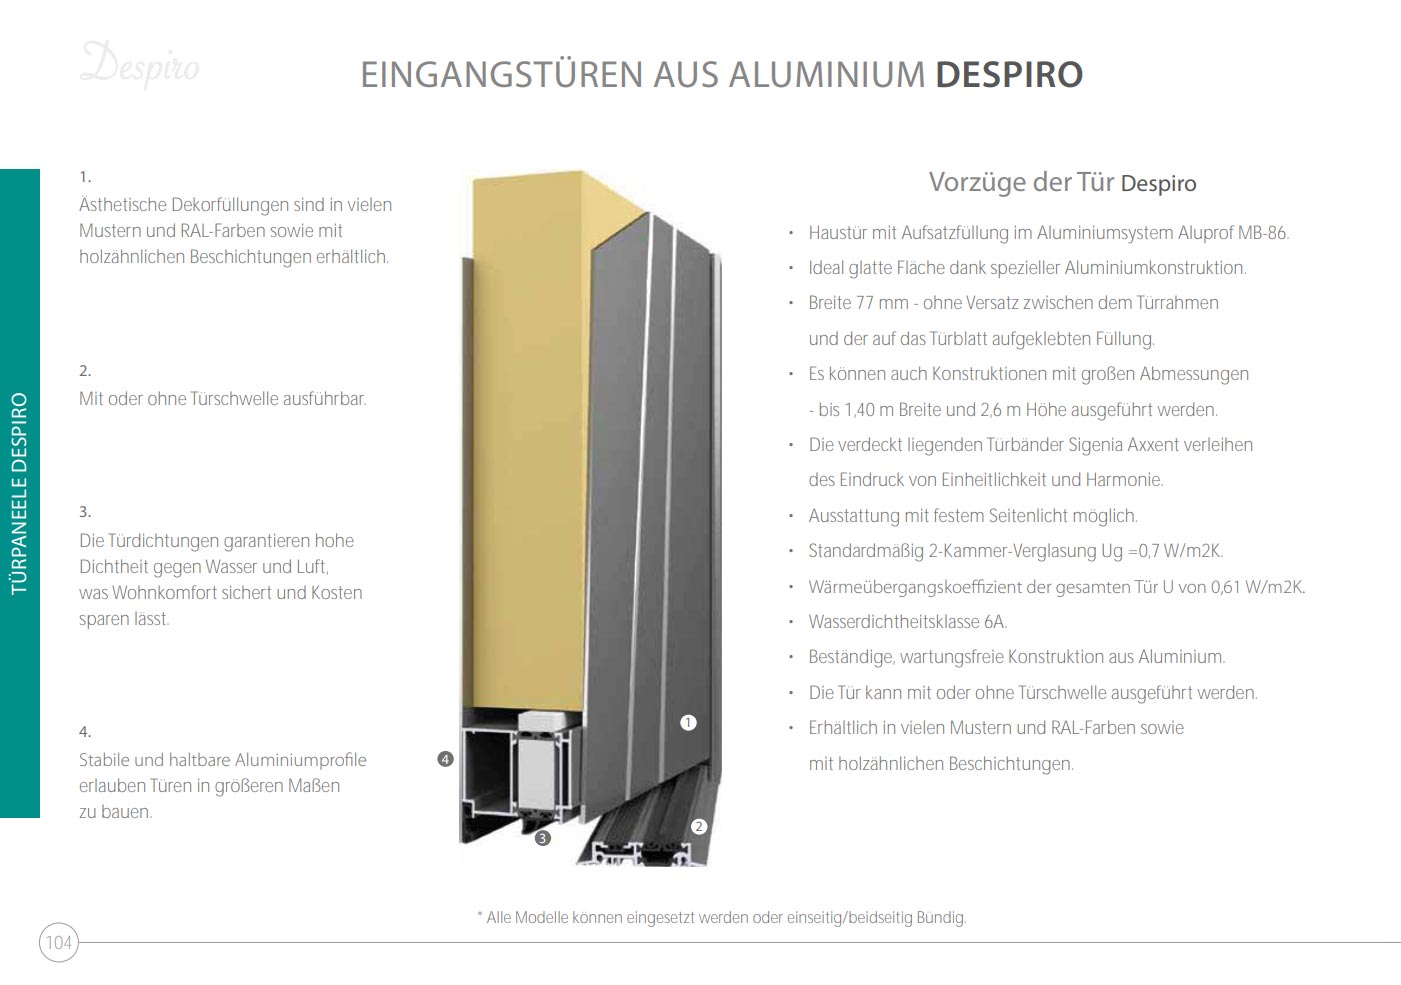 Despiro
EINGANGSTÜREN AUS ALUMINIUM DESPIRO
TÜRPANEELE DESPIRO
1.
Ästhetische Dekorfüllungen sind in vielen
Mustern und RAL-Farben sowie mit
holzähnlichen Beschichtungen erhältlich.
2.
Mit oder ohne Türschwelle ausführbar.
3.
Die Türdichtungen garantieren hohe
Dichtheit gegen Wasser und Luft,
was Wohnkomfort sichert und Kosten
sparen lässt.
4.
Stabile und haltbare Aluminiumprofile
erlauben Türen in größeren Maßen
zu bauen.
1
4
2
3
Vorzüge der Tür Despiro
• Haustür mit Aufsatzfüllung im Aluminiumsystem Aluprof MB-86.
• Ideal glatte Fläche dank spezieller Aluminiumkonstruktion.
• Breite 77 mm - ohne Versatz zwischen dem Türrahmen
und der auf das Türblatt aufgeklebten Füllung.
• Es können auch Konstruktionen mit großen Abmessungen
- bis 1,40 m Breite und 2,6 m Höhe ausgeführt werden.
• Die verdeckt liegenden Türbänder Sigenia Axxent verleihen
des Eindruck von Einheitlichkeit und Harmonie.
• Ausstattung mit festem Seitenlicht möglich.
• Standardmäßig 2-Kammer-Verglasung Ug =0,7 W/m2K.
• Wärmeübergangskoeffizient der gesamten Tür U von 0,61 W/m2K.
• Wasserdichtheitsklasse 6A.
• Beständige, wartungsfreie Konstruktion aus Aluminium.
• Die Tür kann mit oder ohne Türschwelle ausgeführt werden.
• Erhältlich in vielen Mustern und RAL-Farben sowie
mit holzähnlichen Beschichtungen.
* Alle Modelle können eingesetzt werden oder einseitig/beidseitig Bündig.
104